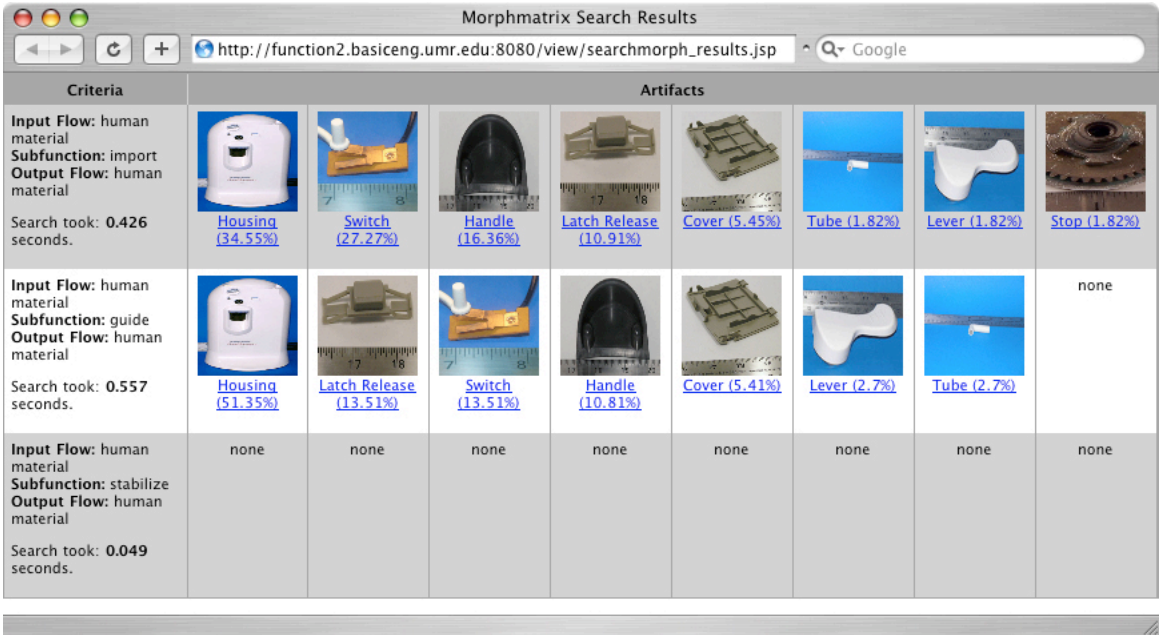 Morphmatrix Search Results
http://function2.basiceng.umr.edu:8080/view/searchmorph_results.jsp
Google
Criteria
Artifacts
Input Flow: human
material
Subfunction: import
Output Flow: human
material
Search took: 0.426
seconds.
Housing
(34.55%)
Switch
(27.27%)
Handle
(16.36%)
Latch Release
(10.91%)
Cover (5.45%)
Tube (1.82%)
Lever (1.82%)
Stop (1.82%)
Input Flow: human
material
Subfunction: guide
Output Flow: human
material
Search took: 0.557
seconds.
Housing
(51.35%)
Latch Release
(13.51%)
Switch
(13.51%)
Handle
(10.81%)
Cover (5.41%)
Lever (2.7%)
Tube (2.7%)
none
Input Flow: human
material
Subfunction: stabilize
Output Flow: human
material
Search took: 0.049
seconds.
none
none
none
none
none
none
none
none